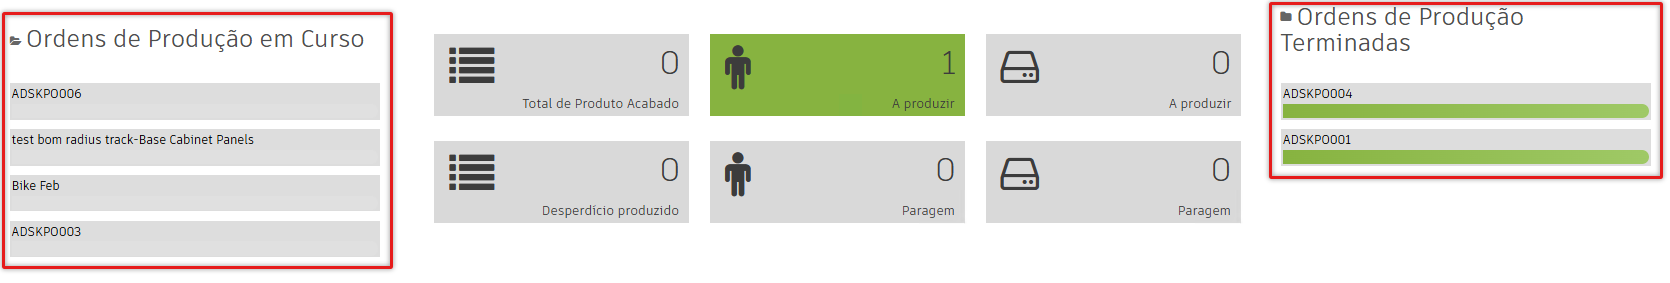 Ordens de Produção em Curso
ADSKPO006
test bom radius track-Base Cabinet Panels
Bike Feb
ADSKPO003
0
Total de Produto Acabado
1
A produzir
0
A produzir
0
Desperdício produzido
0
Paragem
0
Paragem
Ordens de Produção
Terminadas
ADSKPO004
ADSKPO001